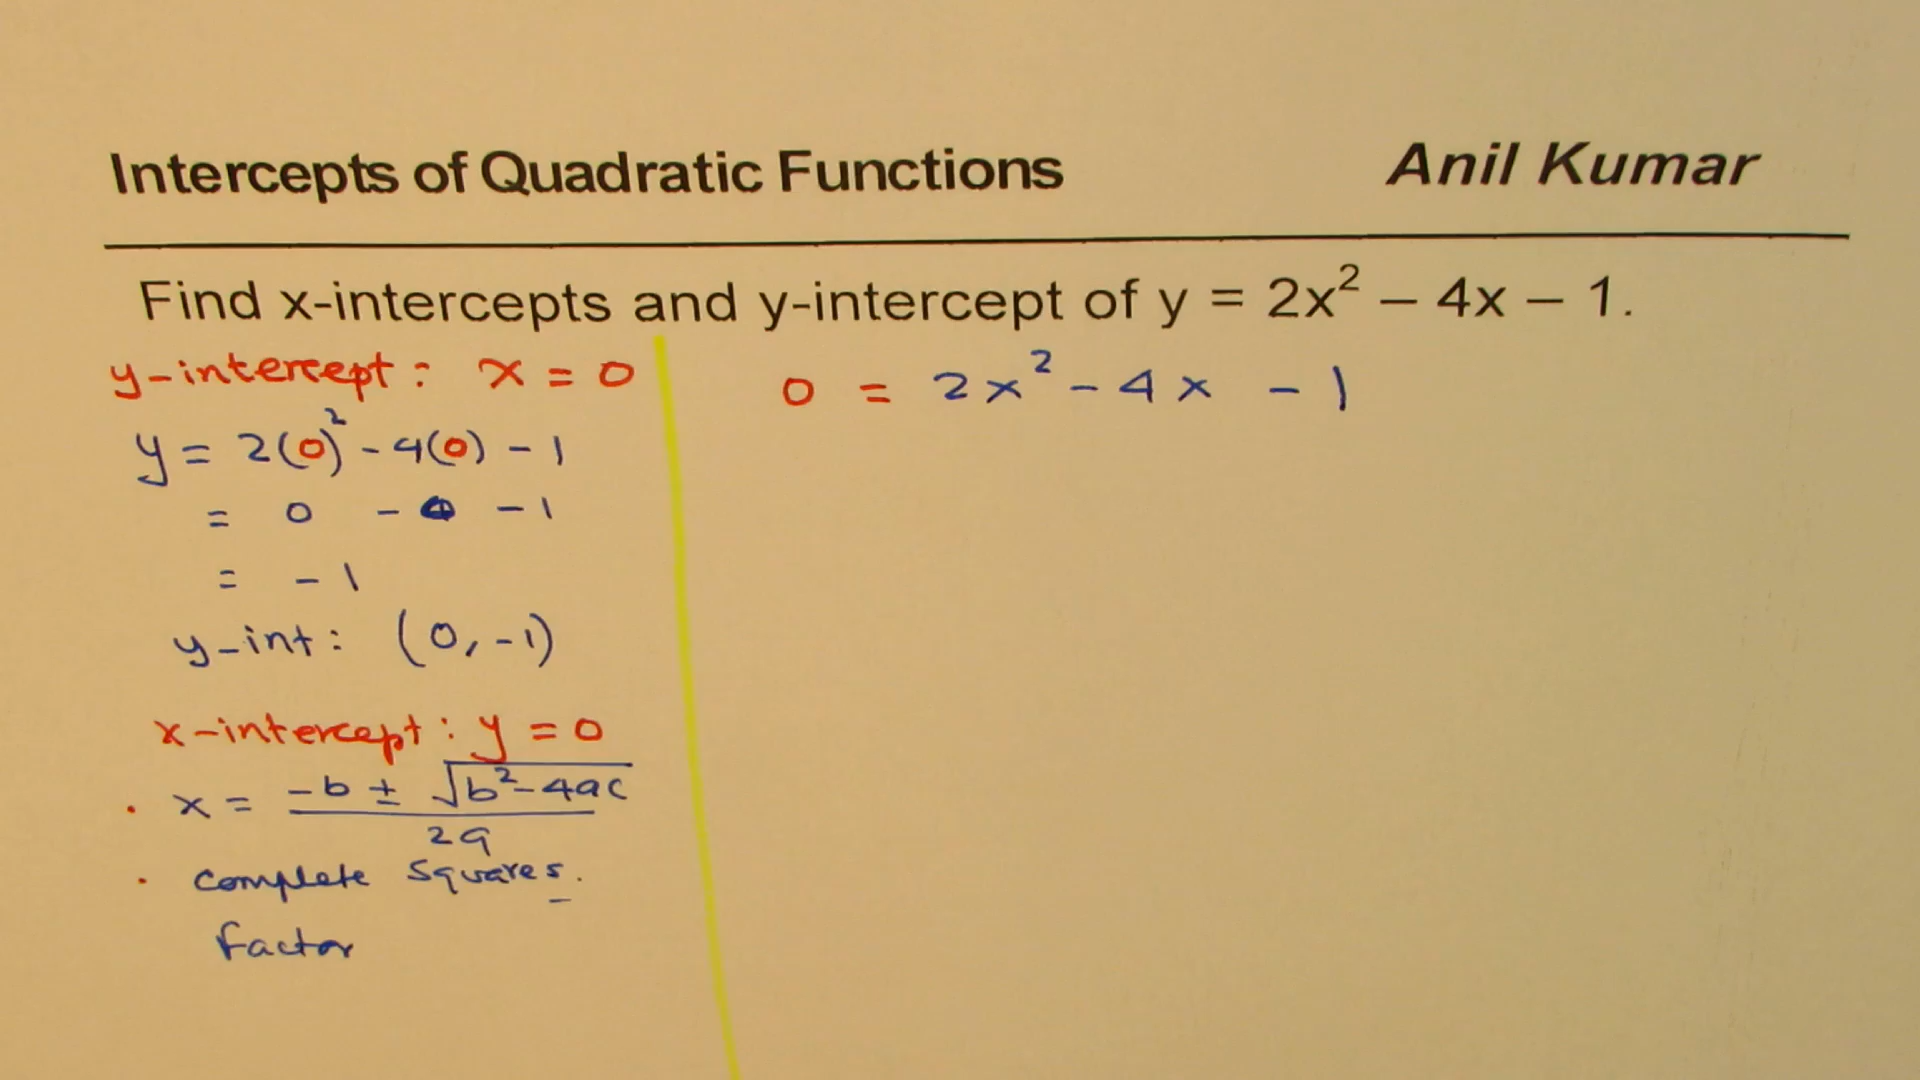 Intercepts of Quadratic Functions Anil Kumar
Find x-intercepts and y-intercept of y = 2x² – 4x – 1.
y-intercept: x = 0
y = 2(0)² - 4(0) - 1
= 0 - 0 - 1
= -1
y-int: (0, -1)
x-intercept: y = 0
• x = (-b ± √(b²-4ac))/2a
• Complete Squares.
Factor
0 = 2x² - 4x - 1